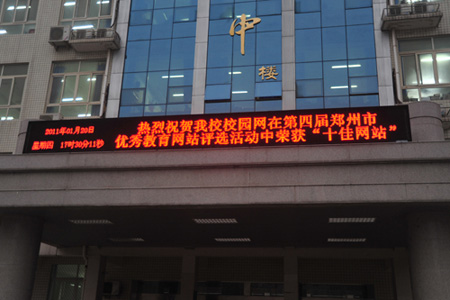 中
楼
2011年01月20日
星期四 17时30分11秒
热烈祝贺我校校园网在第四届郑州市
优秀教育网站评选活动中荣获“十佳网站”